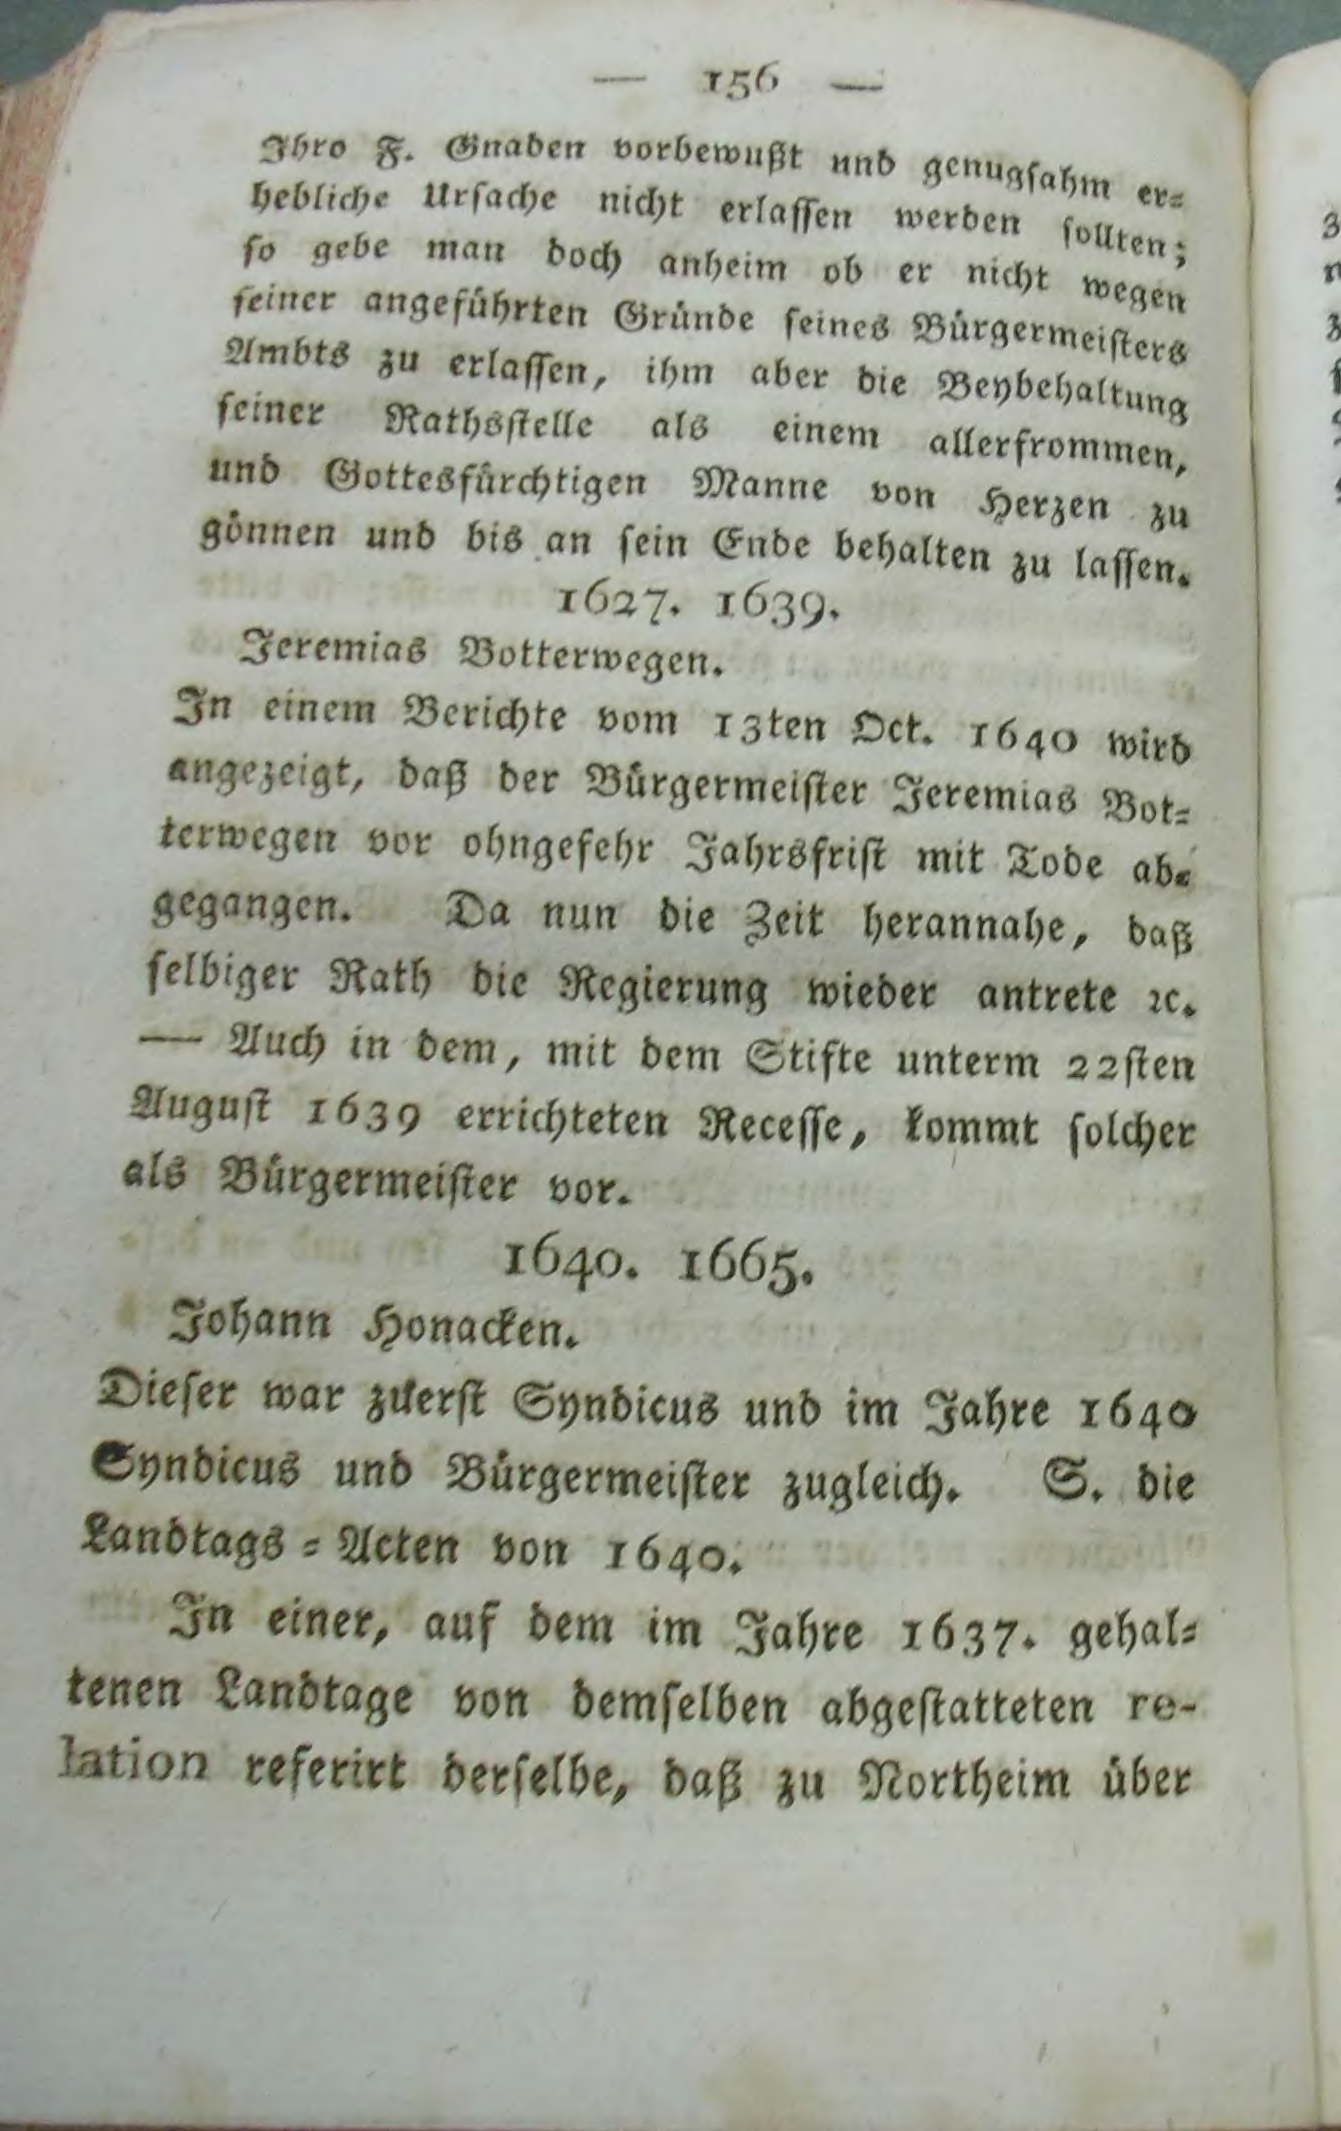 — 156 —
Ihro F. Gnaden vorbewußt und genugsahm er=
hebliche Ursache nicht erlassen werden sollten;
so gebe man doch anheim ob er nicht wegen
seiner angeführten Gründe seines Bürgermeisters
Ambts zu erlassen, ihm aber die Beybehaltung
seiner Rathsstelle als einem allerfrommen,
und Gottesfürchtigen Manne von Herzen zu
gönnen und bis an sein Ende behalten zu lassen.
1627. 1639.
Jeremias Botterwegen.
In einem Berichte vom 13ten Oct. 1640 wird
angezeigt, daß der Bürgermeister Jeremias Bot=
terwegen vor ohngefehr Jahrsfrist mit Tode ab=
gegangen. Da nun die Zeit herannahe, daß
selbiger Rath die Regierung wieder antrete ꝛc.
— Auch in dem, mit dem Stifte unterm 22sten
August 1639 errichteten Recesse, kommt solcher
als Bürgermeister vor.
1640. 1665.
Johann Honacken.
Dieser war zuerst Syndicus und im Jahre 1640
Syndicus und Bürgermeister zugleich. S. die
Landtags=Acten von 1640.
In einer, auf dem im Jahre 1637. gehal=
tenen Landtage von demselben abgestatteten re-
lation referirt derselbe, daß zu Northeim über